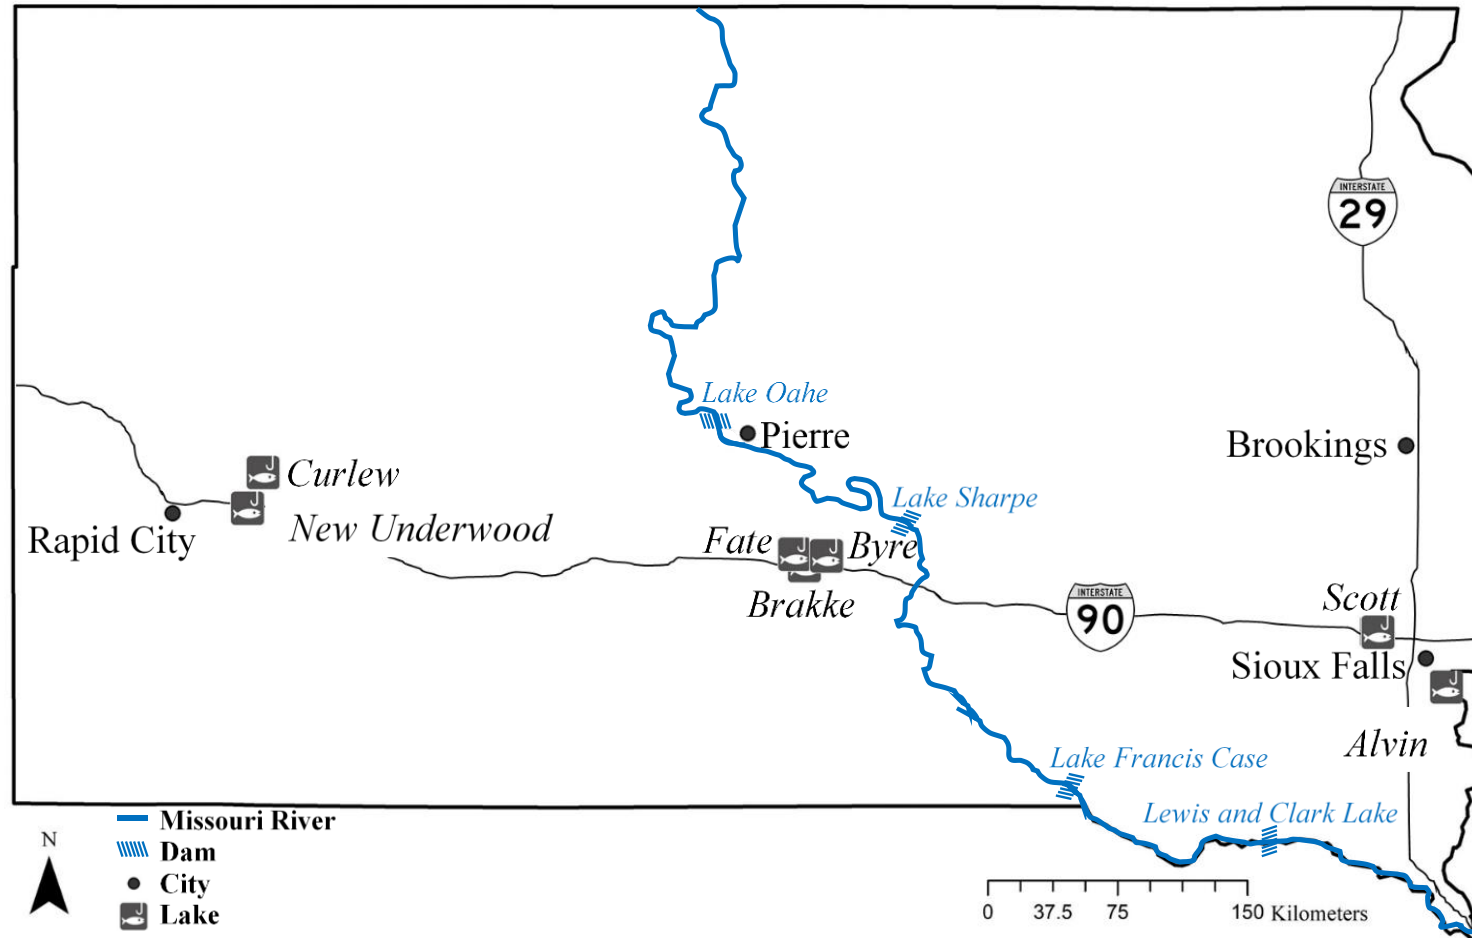 INTERSTATE
29
Lake Oahe
Pierre
Brookings
Curlew
Lake Sharpe
New Underwood
Rapid City
Fate
Byre
Brakke
INTERSTATE
90
Scott
Sioux Falls
Alvin
Lake Francis Case
Lewis and Clark Lake
N
Missouri River
Dam
City
Lake
0 37.5 75 150 Kilometers